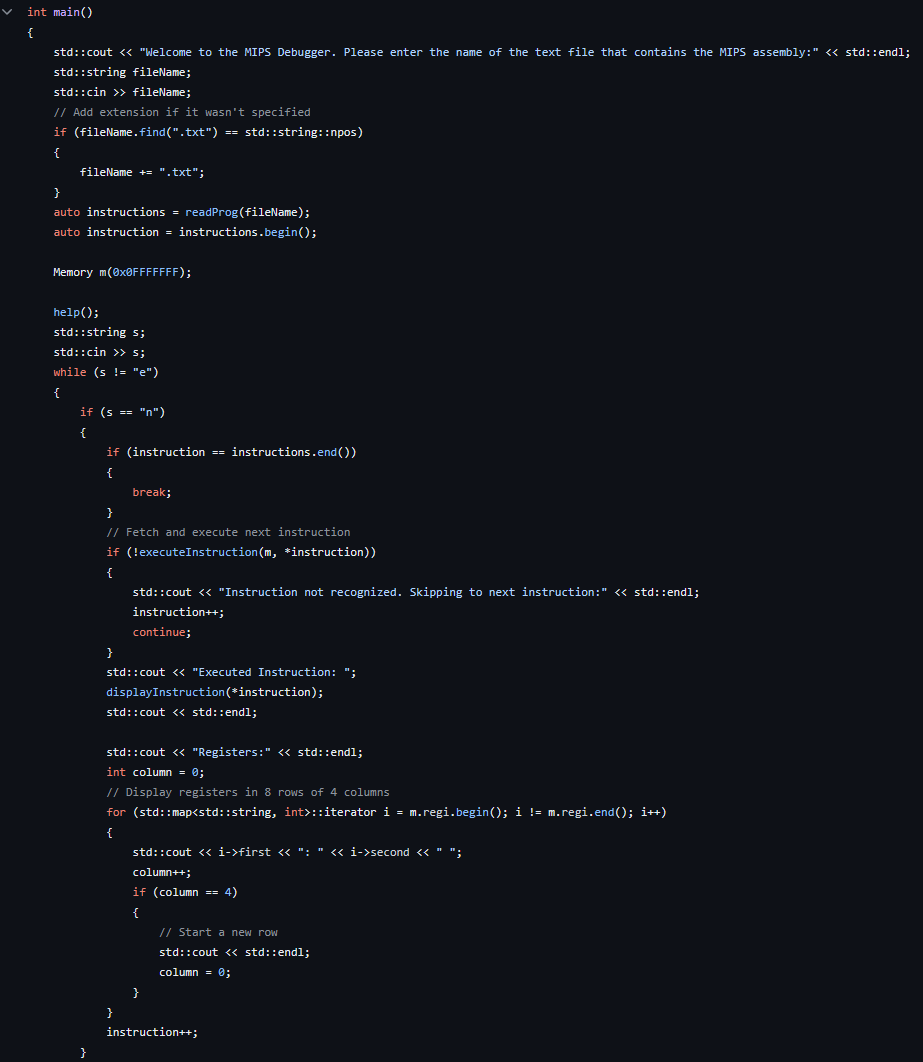 int main()
{
    std::cout << "Welcome to the MIPS Debugger. Please enter the name of the text file that contains the MIPS assembly:" << std::endl;
    std::string fileName;
    std::cin >> fileName;
    // Add extension if it wasn't specified
    if (fileName.find(".txt") == std::string::npos)
    {
        fileName += ".txt";
    }
    auto instructions = readProg(fileName);
    auto instruction = instructions.begin();

    Memory m(0x0FFFFFFF);

    help();
    std::string s;
    std::cin >> s;
    while (s != "e")
    {
        if (s == "n")
        {
            if (instruction == instructions.end())
            {
                break;
            }
            // Fetch and execute next instruction
            if (!executeInstruction(m, *instruction))
            {
                std::cout << "Instruction not recognized. Skipping to next instruction:" << std::endl;
                instruction++;
                continue;
            }
            std::cout << "Executed Instruction: ";
            displayInstruction(*instruction);
            std::cout << std::endl;

            std::cout << "Registers:" << std::endl;
            int column = 0;
            // Display registers in 8 rows of 4 columns
            for (std::map<std::string, int>::iterator i = m.regi.begin(); i != m.regi.end(); i++)
            {
                std::cout << i->first << ": " << i->second << " ";
                column++;
                if (column == 4)
                {
                    // Start a new row
                    std::cout << std::endl;
                    column = 0;
                }
            }
            instruction++;
        }